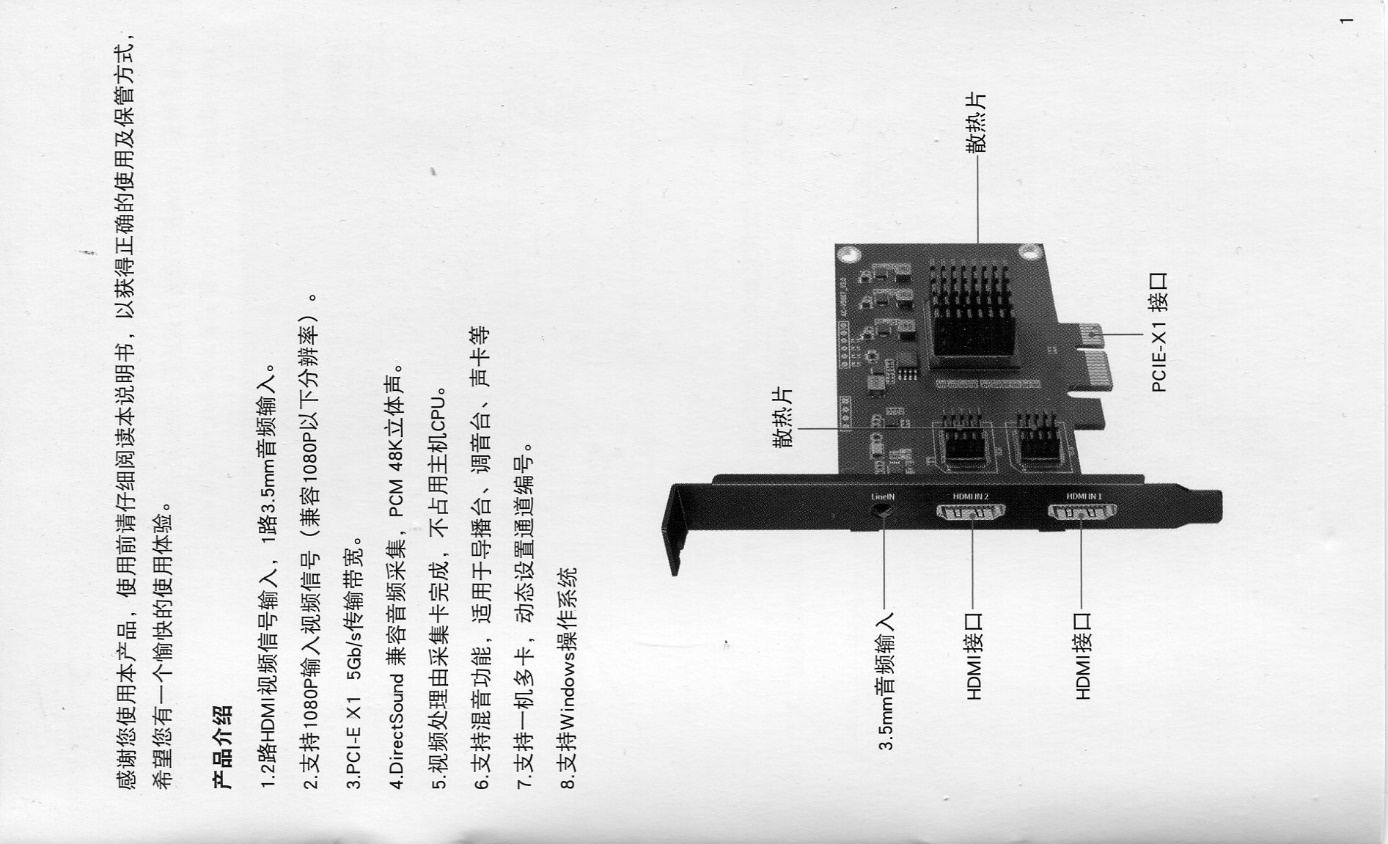 感谢您使用本产品，使用前请仔细阅读本说明书，以获得正确的使用及保管方式，
希望您有一个愉快的使用体验。
产品介绍
1.2路HDMI视频信号输入，1路3.5mm音频输入。
2.支持1080P输入视频信号（兼容1080P以下分辨率）。
3.PCI-E X1  5Gb/s传输带宽。
4.DirectSound 兼容音频采集，PCM 48K立体声。
5.视频处理由采集卡完成，不占用主机CPU。
6.支持混音功能，适用于导播台、调音台、声卡等
7.支持一机多卡，动态设置通道编号。
8.支持Windows操作系统
散热片
散热片
LineIN
HDMI IN 2
HDMI IN 1
3.5mm音频输入
HDMI接口
HDMI接口
PCIE-X1 接口
1